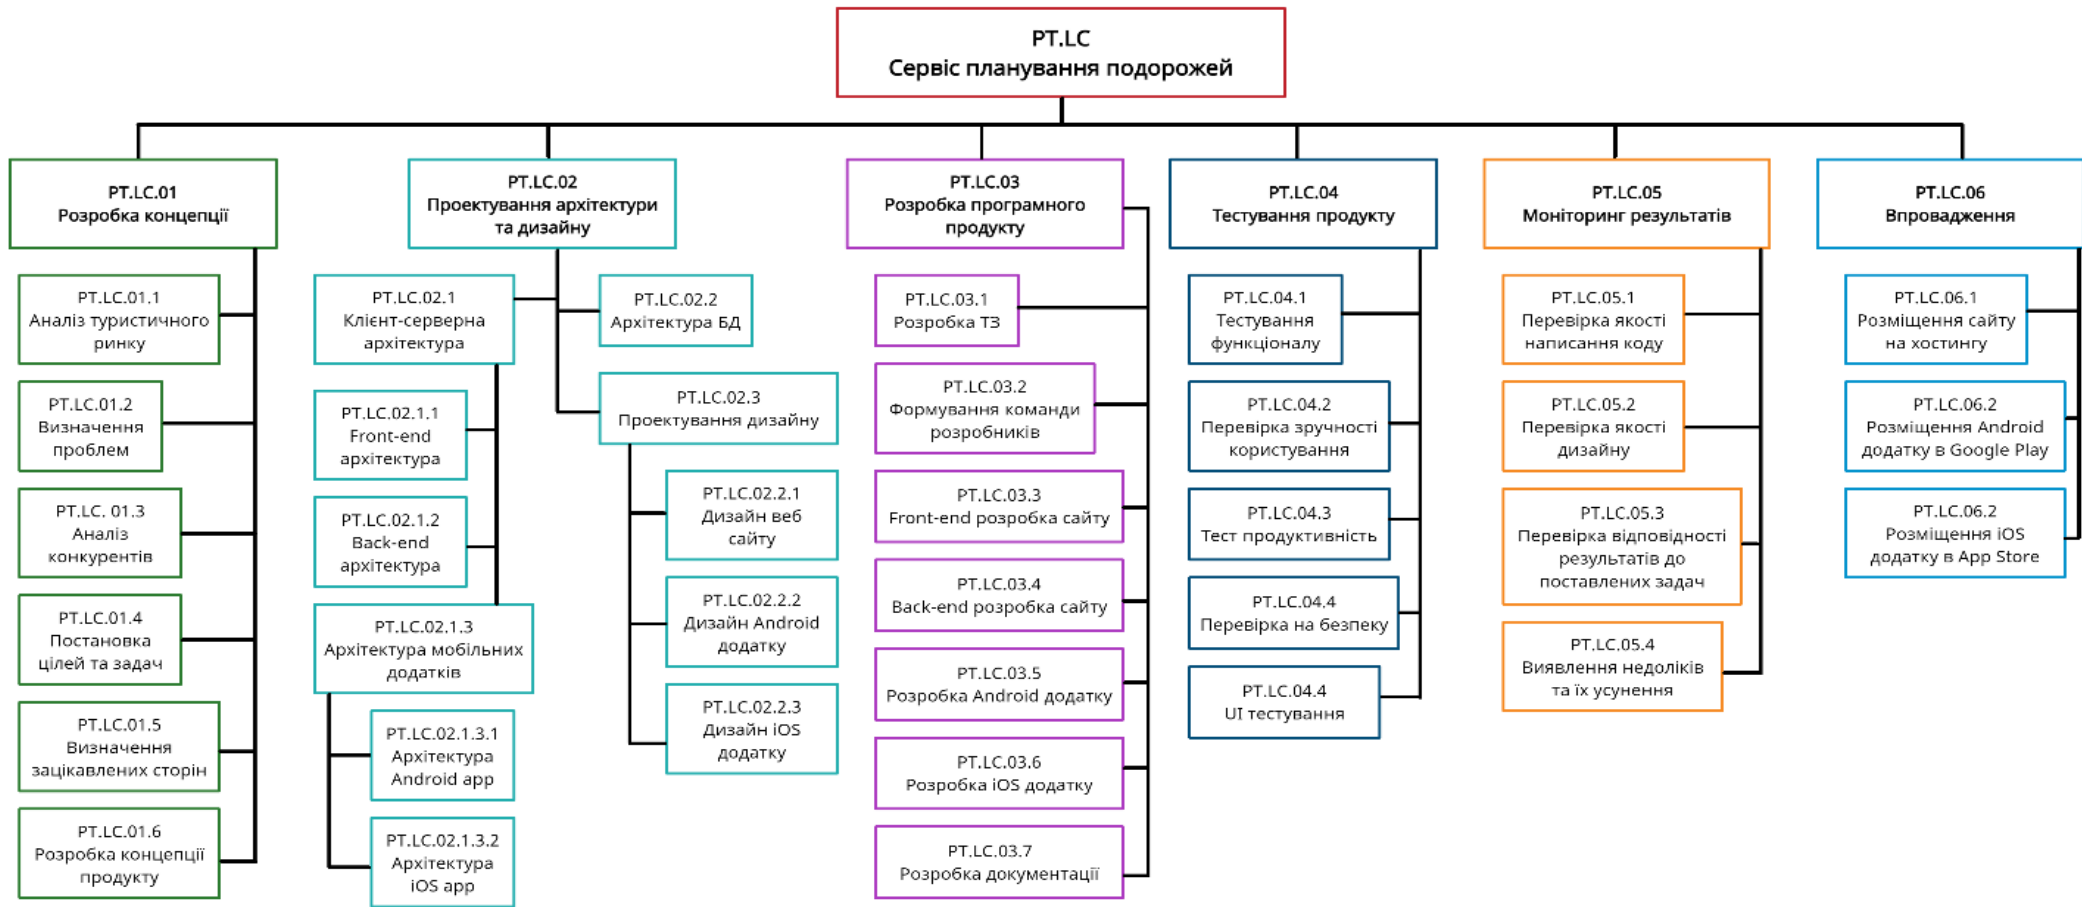 PT.LC
Сервіс планування подорожей
PT.LC.01
Розробка концепції
PT.LC.01.1
Аналіз туристичного
ринку
PT.LC.01.2
Визначення
проблем
PT.LC. 01.3
Аналіз
конкурентів
PT.LC.01.4
Постановка
цілей та задач
PT.LC.01.5
Визначення
зацікавлених сторін
PT.LC.01.6
Розробка концепції
продукту
PT.LC.02
Проектування архітектури
та дизайну
PT.LC.02.1
Клієнт-серверна
архітектура
PT.LC.02.1.1
Front-end
архітектура
PT.LC.02.1.2
Back-end
архітектура
PT.LC.02.1.3
Архітектура мобільних
додатків
PT.LC.02.1.3.1
Архітектура
Android app
PT.LC.02.1.3.2
Архітектура
iOS app
PT.LC.02.2
Архітектура БД
PT.LC.02.3
Проектування дизайну
PT.LC.02.2.1
Дизайн веб
сайту
PT.LC.02.2.2
Дизайн Android
додатку
PT.LC.02.2.3
Дизайн iOS
додатку
PT.LC.03
Розробка програмного
продукту
PT.LC.03.1
Розробка ТЗ
PT.LC.03.2
Формування команди
розробників
PT.LC.03.3
Front-end розробка сайту
PT.LC.03.4
Back-end розробка сайту
PT.LC.03.5
Розробка Android додатку
PT.LC.03.6
Розробка iOS додатку
PT.LC.03.7
Розробка документації
PT.LC.04
Тестування продукту
PT.LC.04.1
Тестування
функціоналу
PT.LC.04.2
Перевірка зручності
користування
PT.LC.04.3
Тест продуктивність
PT.LC.04.4
Перевірка на безпеку
PT.LC.04.4
UI тестування
PT.LC.05
Моніторинг результатів
PT.LC.05.1
Перевірка якості
написання коду
PT.LC.05.2
Перевірка якості
дизайну
PT.LC.05.3
Перевірка відповідності
результатів до
поставлених задач
PT.LC.05.4
Виявлення недоліків
та їх усунення
PT.LC.06
Впровадження
PT.LC.06.1
Розміщення сайту
на хостингу
PT.LC.06.2
Розміщення Android
додатку в Google Play
PT.LC.06.2
Розміщення iOS
додатку в App Store